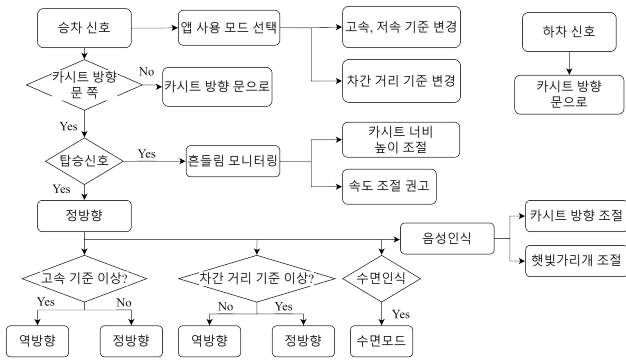 승차 신호
앱 사용 모드 선택
고속, 저속 기준 변경
하차 신호
카시트 방향
문 쪽
No
카시트 방향 문으로
차간 거리 기준 변경
카시트 방향
문으로
Yes
탑승신호
Yes
흔들림 모니터링
카시트 너비
높이 조절
속도 조절 권고
Yes
정방향
음성인식
카시트 방향 조절
햇빛가리개 조절
고속 기준 이상?
차간 거리 기준 이상?
수면인식
Yes
No
No
Yes
Yes
역방향
정방향
역방향
정방향
수면모드